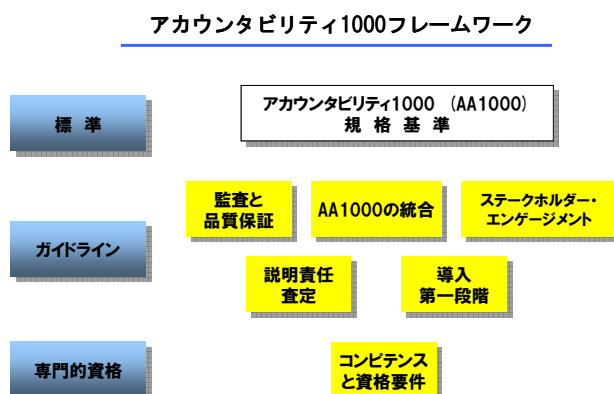 アカウンタビリティ1000フレームワーク
標 準
アカウンタビリティ1000 (AA1000)
規 格 基 準
ガイドライン
監査と
品質保証
AA1000の統合
ステークホルダー・
エンゲージメント
説明責任
査定
導入
第一段階
専門的資格
コンピテンス
と資格要件